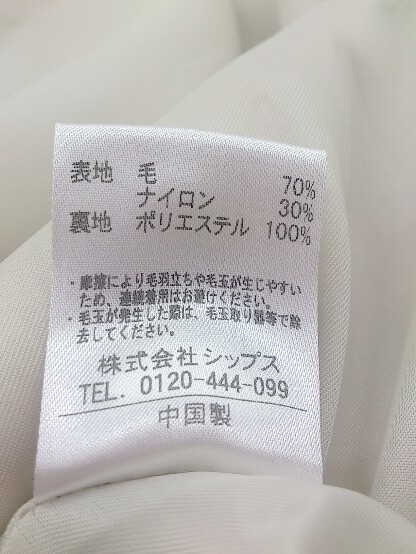 表地 毛 70%
ナイロン 30%
裏地 ポリエステル 100%
・摩擦により毛羽立ちや毛玉が生じやすい
ため、連続着用はお避けください。
・毛玉が発生した際は、毛玉取り器等で除
去してください。
株式会社シップス
TEL. 0120-444-099
中国製